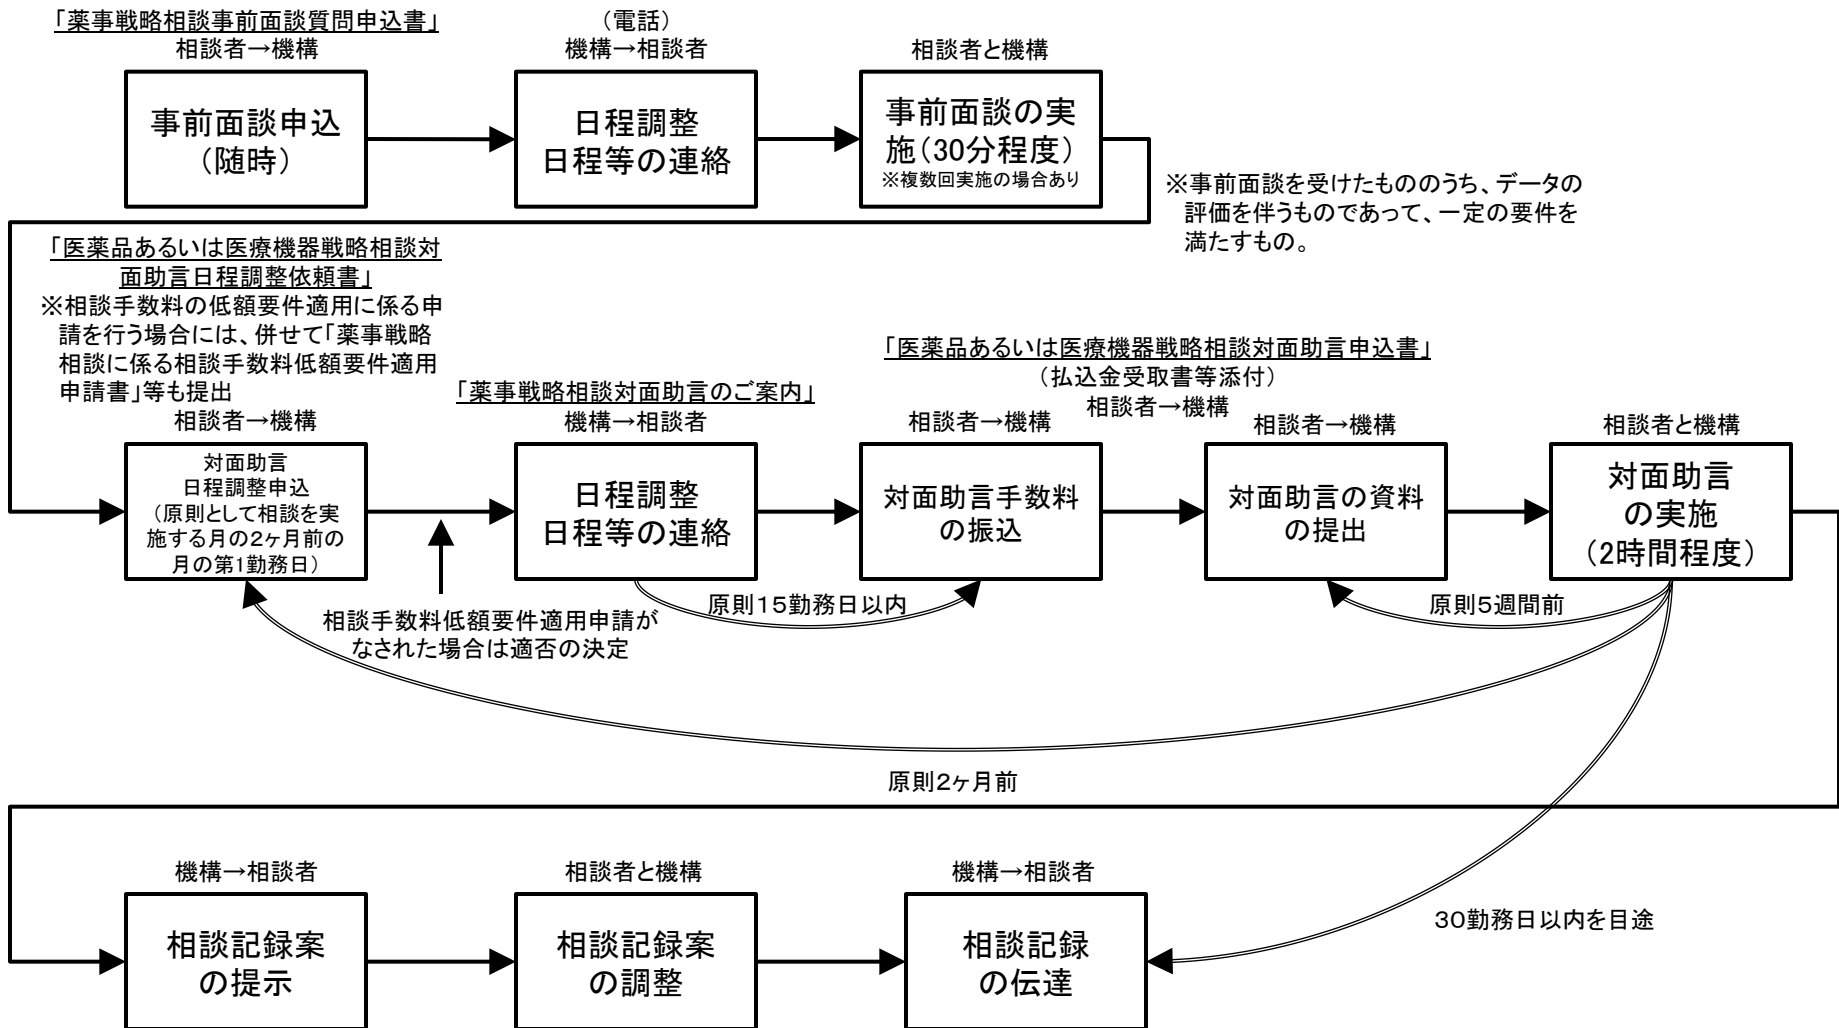 「薬事戦略相談事前面談質問申込書」
相談者→機構
事前面談申込
（随時）
（電話）
機構→相談者
日程調整
日程等の連絡
相談者と機構
事前面談の実
施（30分程度）
※複数回実施の場合あり
※事前面談を受けたもののうち、データの
評価を伴うものであって、一定の要件を
満たすもの。
「医薬品あるいは医療機器戦略相談対
面助言日程調整依頼書」
※相談手数料の低額要件適用に係る申
請を行う場合には、併せて「薬事戦略
相談に係る相談手数料低額要件適用
申請書」等も提出
相談者→機構
対面助言
日程調整申込
（原則として相談を実
施する月の2ヶ月前の
月の第1勤務日）
相談手数料低額要件適用申請が
なされた場合は適否の決定
「薬事戦略相談対面助言のご案内」
機構→相談者
日程調整
日程等の連絡
原則15勤務日以内
「医薬品あるいは医療機器戦略相談対面助言申込書」
（払込金受取書等添付）
相談者→機構
相談者→機構
対面助言手数料
の振込
相談者→機構
対面助言の資料
の提出
相談者と機構
対面助言
の実施
（2時間程度）
原則5週間前
原則2ヶ月前
機構→相談者
相談記録案
の提示
相談者と機構
相談記録案
の調整
機構→相談者
相談記録
の伝達
30勤務日以内を目途